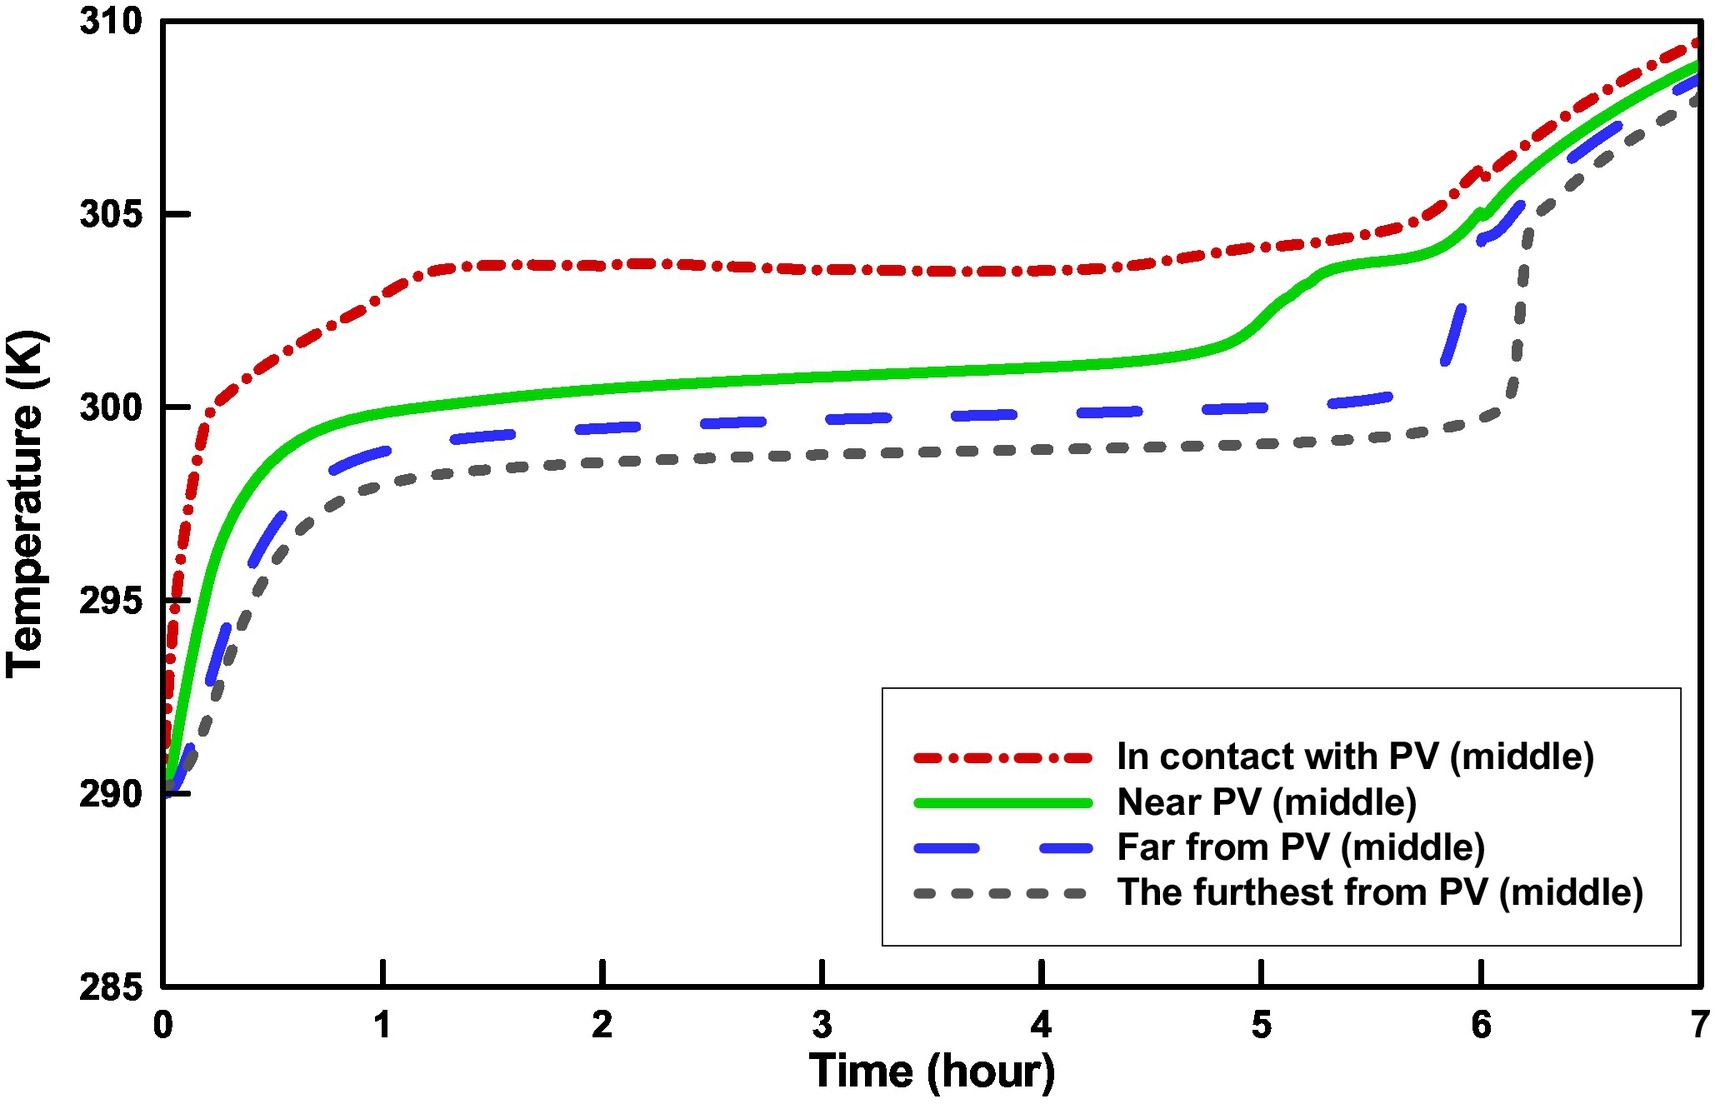 310
305
300
295
290
285
Temperature (K)
In contact with PV (middle)
Near PV (middle)
Far from PV (middle)
The furthest from PV (middle)
0 1 2 3 4 5 6 7
Time (hour)